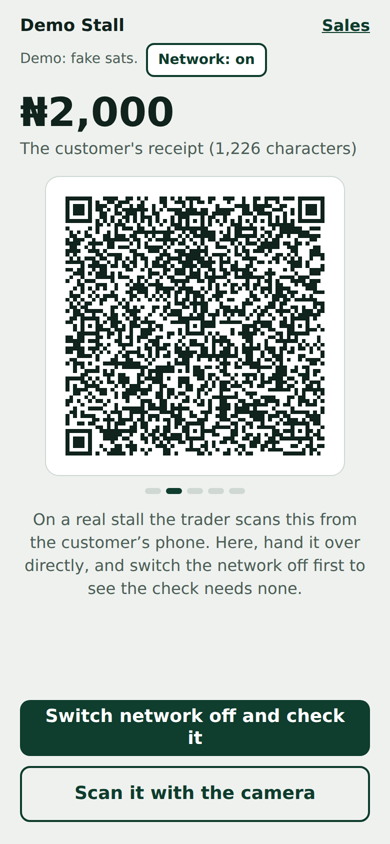 Demo Stall
Sales
Demo: fake sats.
Network: on
₦2,000
The customer's receipt (1,226 characters)
On a real stall the trader scans this from
the customer’s phone. Here, hand it over
directly, and switch the network off first to
see the check needs none.
Switch network off and check
it
Scan it with the camera